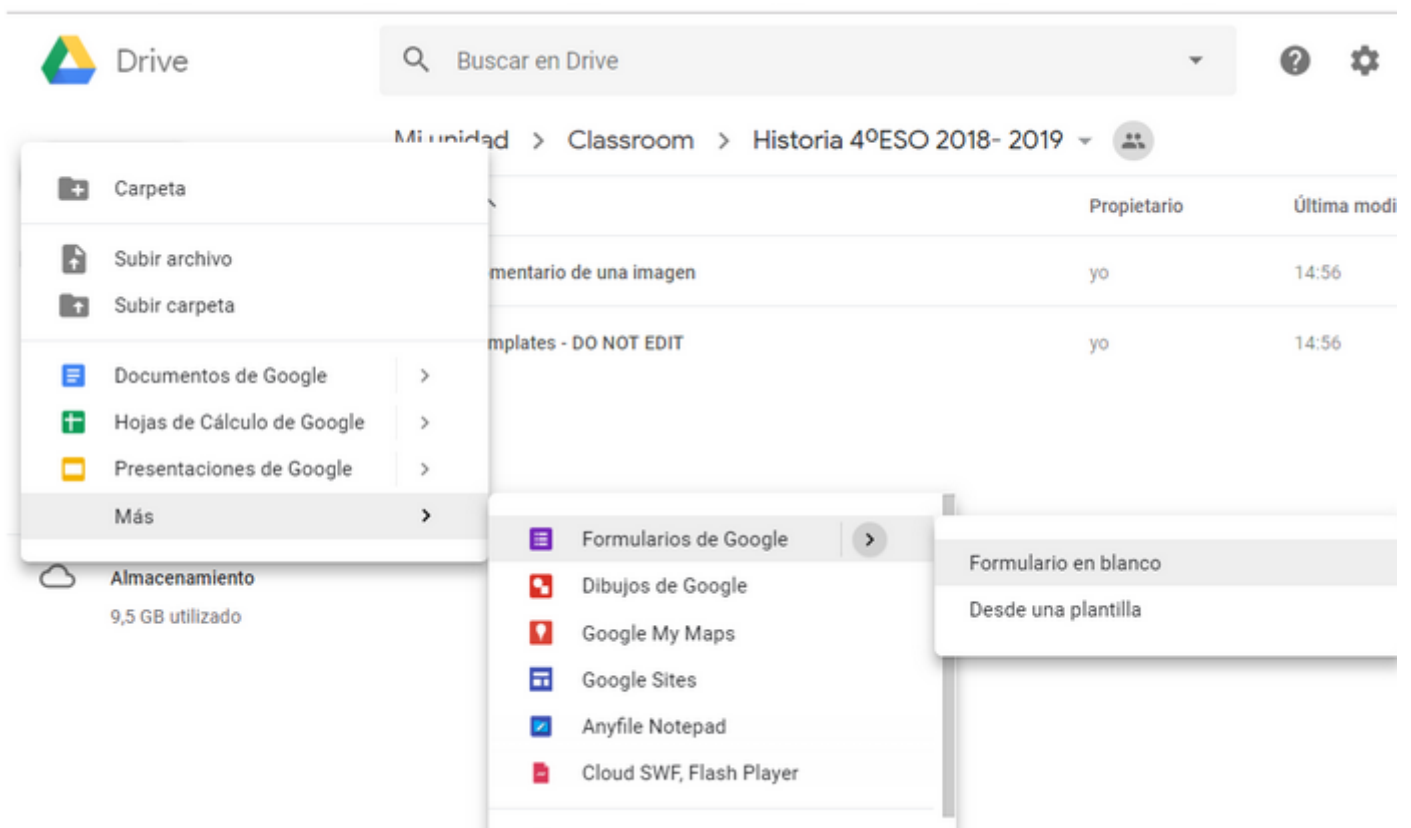 Drive
Buscar en Drive
Mi unidad > Classroom > Historia 4ºESO 2018- 2019
Propietario Última modi
mentario de una imagen yo 14:56
mplates - DO NOT EDIT yo 14:56
Carpeta
Subir archivo
Subir carpeta
Documentos de Google
Hojas de Cálculo de Google
Presentaciones de Google
Más
Almacenamiento
9,5 GB utilizado
Formularios de Google
Dibujos de Google
Google My Maps
Google Sites
Anyfile Notepad
Cloud SWF, Flash Player
Formulario en blanco
Desde una plantilla